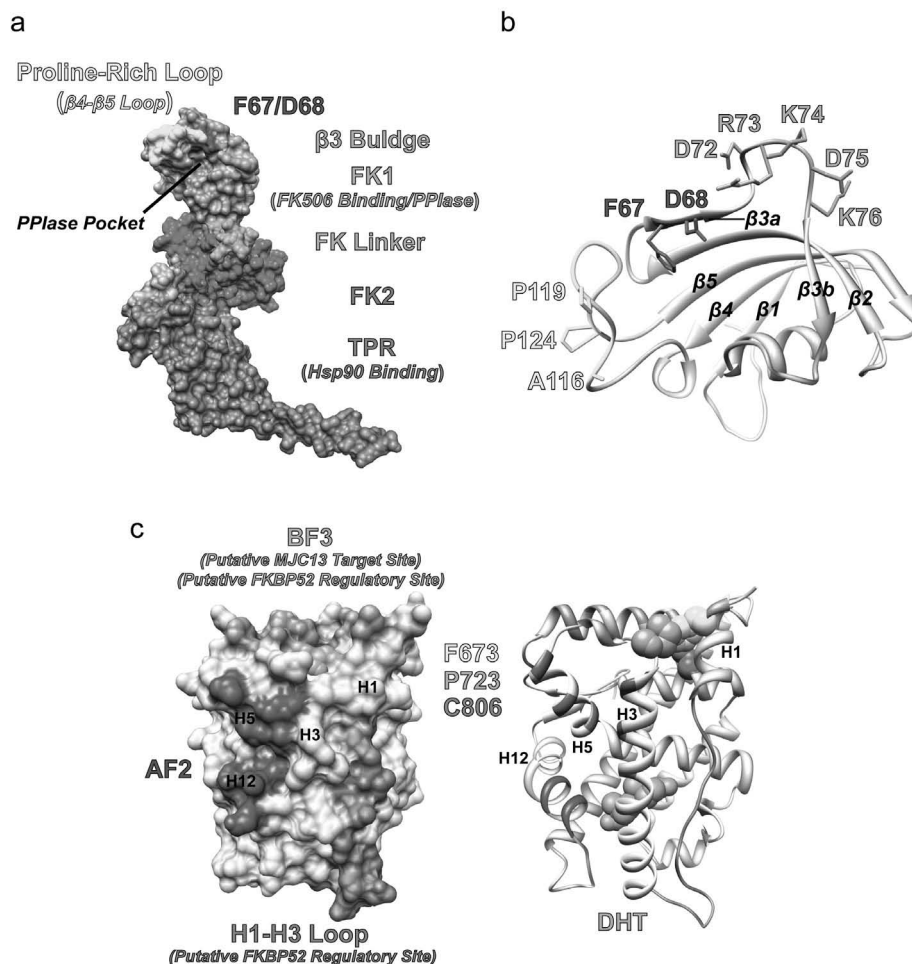 a
Proline-Rich Loop
(β4-β5 Loop)
F67/D68
β3 Buldge
FK1
(FK506 Binding/PPIase)
PPIase Pocket
FK Linker
FK2
TPR
(Hsp90 Binding)
b
K74
R73
D72
D75
D68
K76
F67
β3a
P119
β5
β4
β1
β3b
β2
P124
A116
c
BF3
(Putative MJC13 Target Site)
(Putative FKBP52 Regulatory Site)
H1
H5
H3
AF2
H12
H1-H3 Loop
(Putative FKBP52 Regulatory Site)
F673
P723
C806
H1
H3
H5
H12
DHT